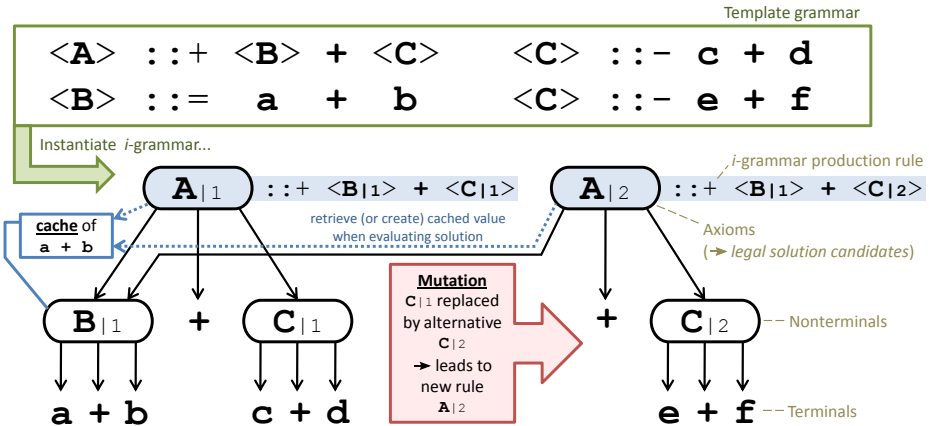 Template grammar
<A> ::+ <B> + <C> <C> ::- c + d
<B> ::= a + b <C> ::- e + f
Instantiate i-grammar...
i-grammar production rule
A|1 ::+ <B|1> + <C|1>
A|2 ::+ <B|1> + <C|2>
cache of
a + b
retrieve (or create) cached value
when evaluating solution
Axioms
(→ legal solution candidates)
Mutation
C|1 replaced
by alternative
C|2
→ leads to
new rule
A|2
B|1 + C|1
+ C|2
Nonterminals
a + b c + d
e + f
Terminals